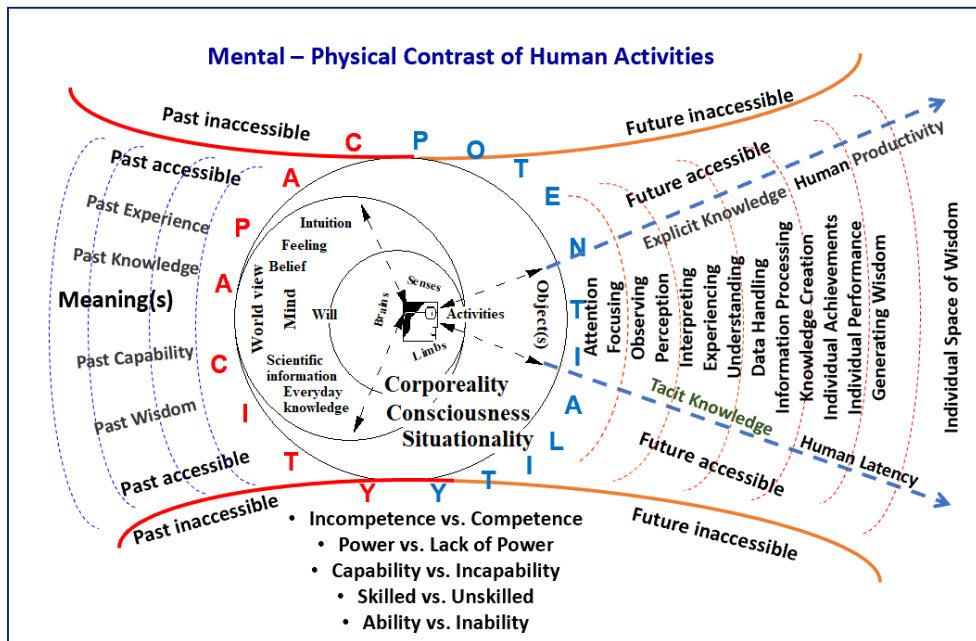 Mental – Physical Contrast of Human Activities
Past inaccessible
Future inaccessible
CAPACITY
POTENTIALITY
Past accessible
Past Experience
Past Knowledge
Meaning(s)
Past Capability
Past Wisdom
Past accessible
Past inaccessible
Intuition
Feeling
Belief
World view
Mind
Will
Scientific
information
Everyday
knowledge
Brains
Senses
Activities
Limbs
Object(s)
Corporeality
Consciousness
Situationality
Future accessible
Explicit Knowledge
Human Productivity
Attention
Focusing
Observing
Perception
Interpreting
Experiencing
Understanding
Data Handling
Information Processing
Knowledge Creation
Individual Achievements
Individual Performance
Generating Wisdom
Individual Space of Wisdom
Tacit Knowledge
Human Latency
Future accessible
Future inaccessible
• Incompetence vs. Competence
• Power vs. Lack of Power
• Capability vs. Incapability
• Skilled vs. Unskilled
• Ability vs. Inability